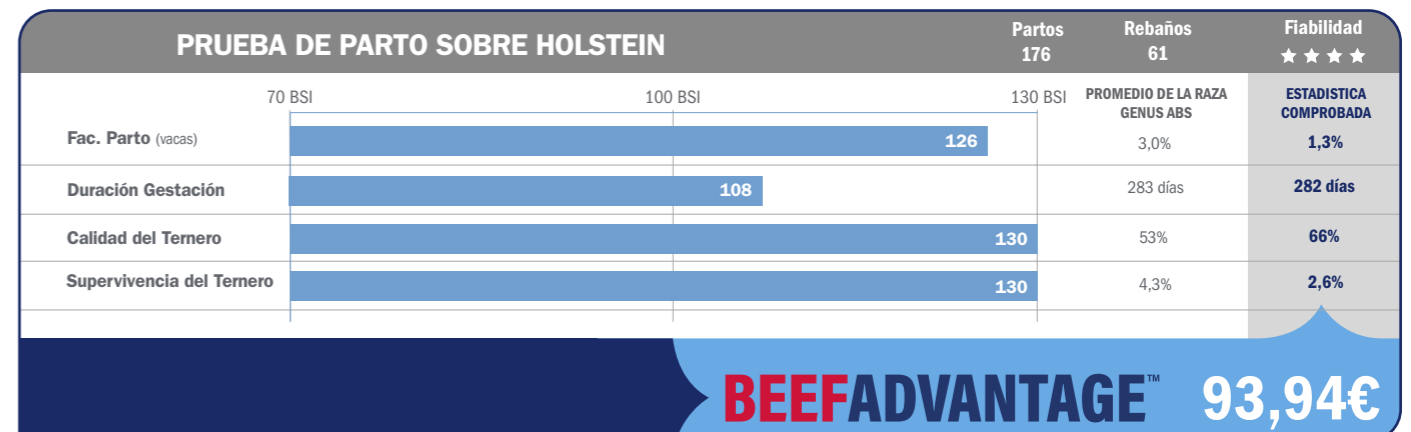 PRUEBA DE PARTO SOBRE HOLSTEIN
Partos
176
Rebaños
61
Fiabilidad
★ ★ ★ ★
70 BSI
100 BSI
130 BSI
PROMEDIO DE LA RAZA
GENUS ABS
ESTADISTICA
COMPROBADA
Fac. Parto (vacas)
126
3,0%
1,3%
Duración Gestación
108
283 días
282 días
Calidad del Ternero
130
53%
66%
Supervivencia del Ternero
130
4,3%
2,6%
BEEFADVANTAGE™ 93,94€